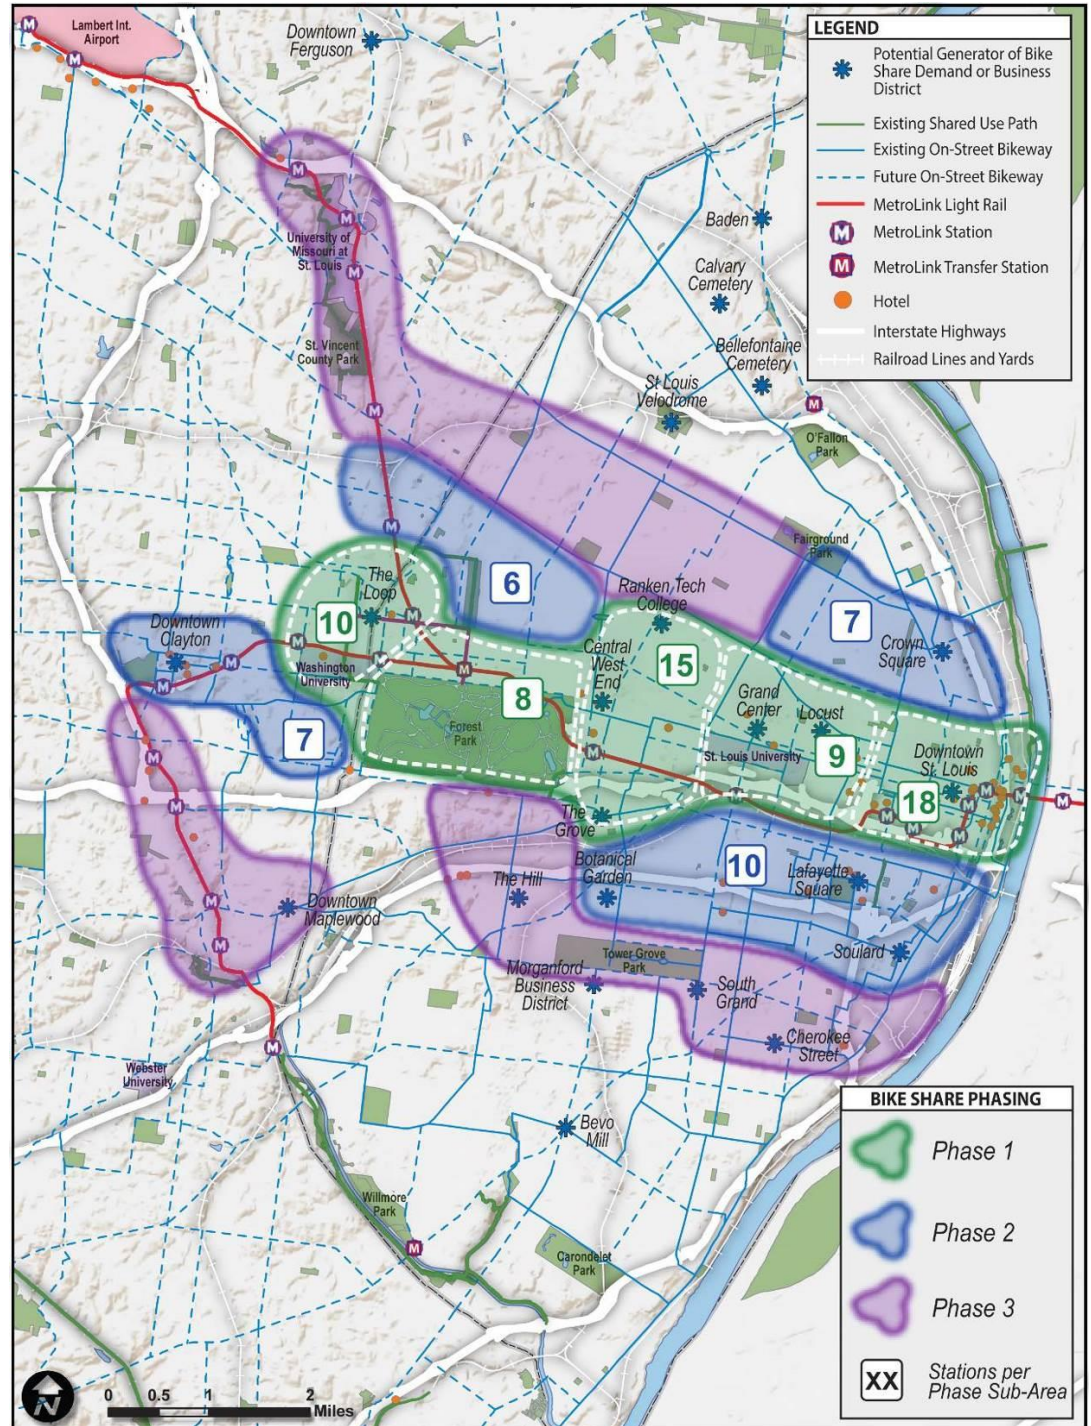 Lambert Int.
Airport
Downtown
Ferguson
LEGEND
Potential Generator of Bike
Share Demand or Business
District
Existing Shared Use Path
Existing On-Street Bikeway
Future On-Street Bikeway
MetroLink Light Rail
M
MetroLink Station
M
MetroLink Transfer Station
Hotel
Interstate Highways
Railroad Lines and Yards
M
M
M
M
University of
Missouri at
St. Louis
M
M
Baden
Calvary
Cemetery
Bellefontaine
Cemetery
St. Vincent
County Park
St Louis
Velodrome
M
M
O'Fallon
Park
M
Fairground
Park
6
The
Loop
Ranken Tech
College
7
10
M
Downtown
Clayton
Crown
Square
M
M
M
M
M
Washington
University
Central
West
End
15
8
Grand
Center
Locust
Forest
Park
7
M
St. Louis
University
9
Downtown
St. Louis
M
M
M
M
M
M
M
M
M
M
M
18
The
Grove
Botanical
Garden
10
Lafayette
Square
The Hill
M
Downtown
Maplewood
M
Soulard
Tower Grove
Park
Morganford
Business
District
South
Grand
Cherokee
Street
M
Webster
University
Bevo
Mill
Willmore
Park
M
Carondelet
Park
BIKE SHARE PHASING
Phase 1
Phase 2
Phase 3
XX
Stations per
Phase Sub-Area
N
0 0.5 1 2
Miles